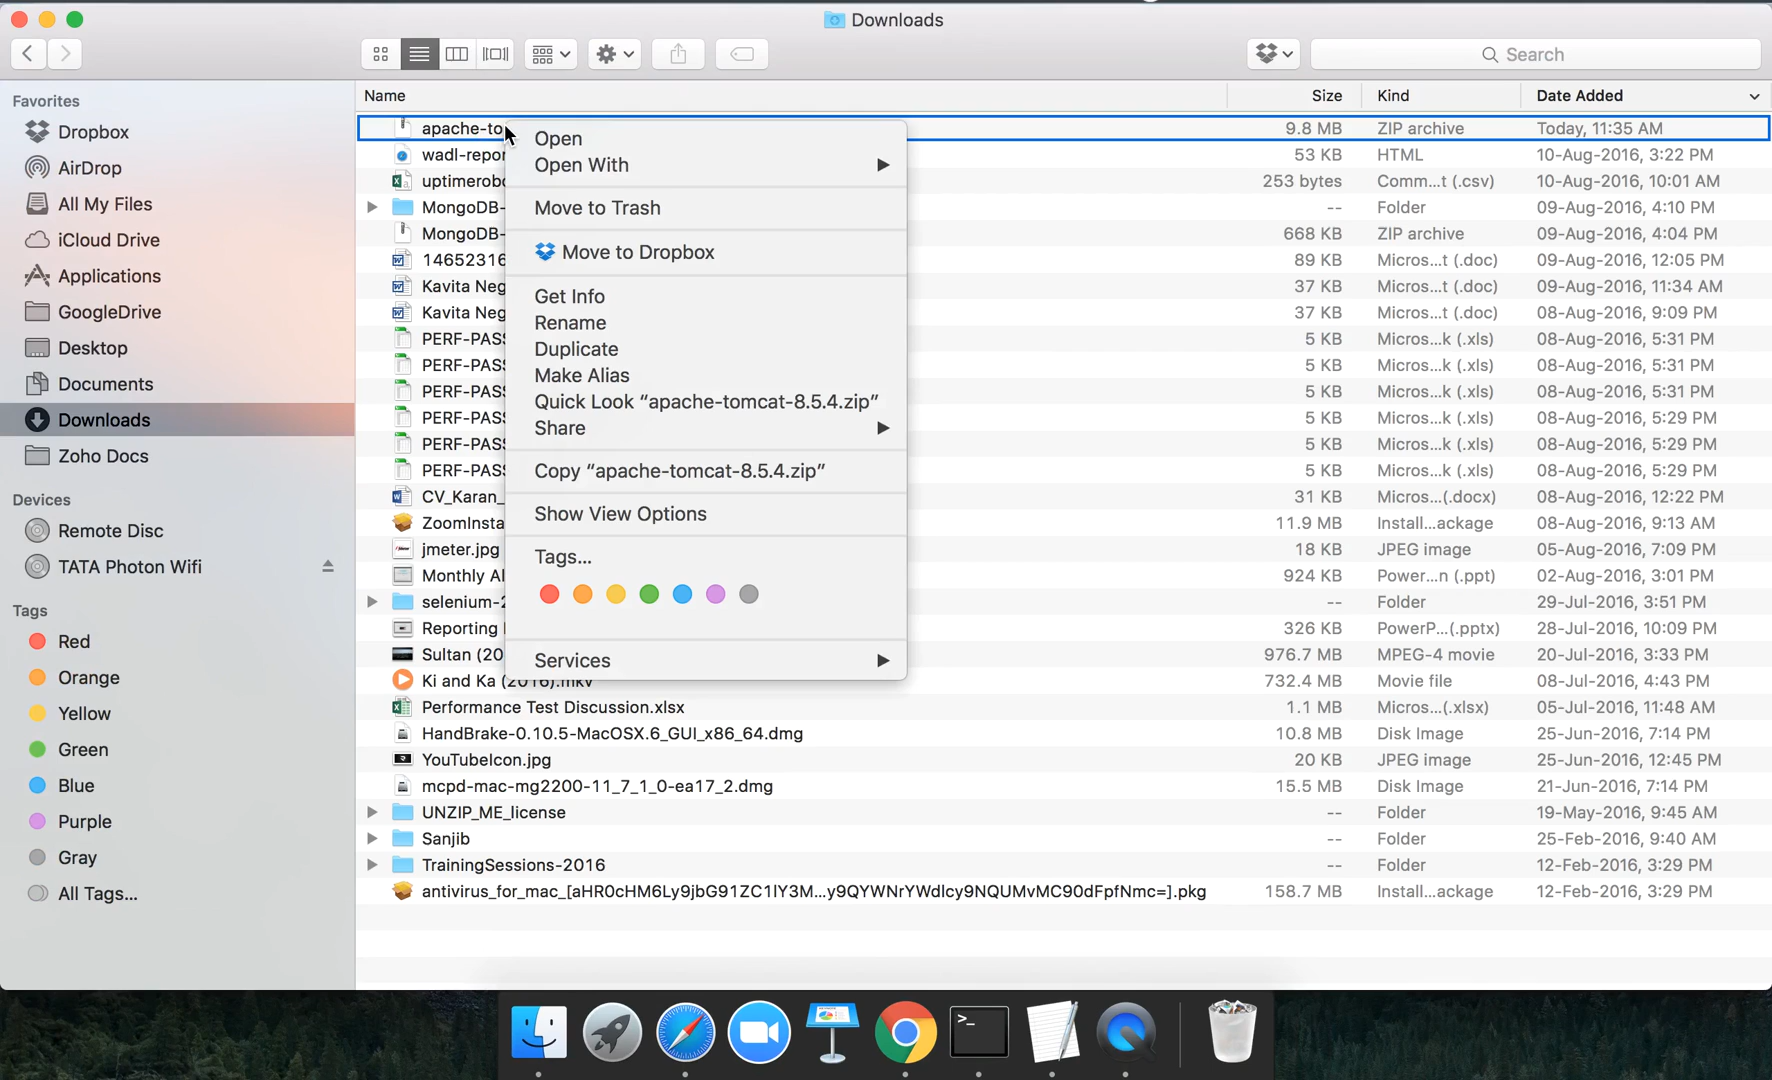 Downloads
Search
Favorites
Dropbox
AirDrop
All My Files
iCloud Drive
Applications
GoogleDrive
Desktop
Documents
Downloads
Zoho Docs
Devices
Remote Disc
TATA Photon Wifi
Tags
Red
Orange
Yellow
Green
Blue
Purple
Gray
All Tags...
Name Size Kind Date Added
apache-to 9.8 MB ZIP archive Today, 11:35 AM
wadl-repor 53 KB HTML 10-Aug-2016, 3:22 PM
uptimerobo 253 bytes Comm...t (.csv) 10-Aug-2016, 10:01 AM
MongoDB- -- Folder 09-Aug-2016, 4:10 PM
MongoDB- 668 KB ZIP archive 09-Aug-2016, 4:04 PM
14652316 89 KB Micros...t (.doc) 09-Aug-2016, 12:05 PM
Kavita Neg 37 KB Micros...t (.doc) 09-Aug-2016, 11:34 AM
Kavita Neg 37 KB Micros...t (.doc) 08-Aug-2016, 9:09 PM
PERF-PAS 5 KB Micros...k (.xls) 08-Aug-2016, 5:31 PM
PERF-PAS 5 KB Micros...k (.xls) 08-Aug-2016, 5:31 PM
PERF-PAS 5 KB Micros...k (.xls) 08-Aug-2016, 5:31 PM
PERF-PAS 5 KB Micros...k (.xls) 08-Aug-2016, 5:29 PM
PERF-PAS 5 KB Micros...k (.xls) 08-Aug-2016, 5:29 PM
PERF-PAS 5 KB Micros...k (.xls) 08-Aug-2016, 5:29 PM
CV_Karan_ 31 KB Micros...(.docx) 08-Aug-2016, 12:22 PM
ZoomInsta 11.9 MB Install...ackage 08-Aug-2016, 9:13 AM
jmeter.jpg 18 KB JPEG image 05-Aug-2016, 7:09 PM
Monthly Al 924 KB Power...n (.ppt) 02-Aug-2016, 3:01 PM
selenium-2 -- Folder 29-Jul-2016, 3:51 PM
Reporting 326 KB PowerP...(.pptx) 28-Jul-2016, 10:09 PM
Sultan (20 976.7 MB MPEG-4 movie 20-Jul-2016, 3:33 PM
Ki and Ka (2016).mkv 732.4 MB Movie file 08-Jul-2016, 4:43 PM
Performance Test Discussion.xlsx 1.1 MB Micros...(.xlsx) 05-Jul-2016, 11:48 AM
HandBrake-0.10.5-MacOSX.6_GUI_x86_64.dmg 10.8 MB Disk Image 25-Jun-2016, 7:14 PM
YouTubeIcon.jpg 20 KB JPEG image 25-Jun-2016, 12:45 PM
mcpd-mac-mg2200-11_7_1_0-ea17_2.dmg 15.5 MB Disk Image 21-Jun-2016, 7:14 PM
UNZIP_ME_license -- Folder 19-May-2016, 9:45 AM
Sanjib -- Folder 25-Feb-2016, 9:40 AM
TrainingSessions-2016 -- Folder 12-Feb-2016, 3:29 PM
antivirus_for_mac_[aHR0cHM6Ly9jbG91ZC1lY3M...y9QYWNrYWdlcy9NQUMvMC90dFpfNmc=].pkg 158.7 MB Install...ackage 12-Feb-2016, 3:29 PM
Open
Open With
Move to Trash
Move to Dropbox
Get Info
Rename
Duplicate
Make Alias
Quick Look “apache-tomcat-8.5.4.zip”
Share
Copy “apache-tomcat-8.5.4.zip”
Show View Options
Tags...
Services